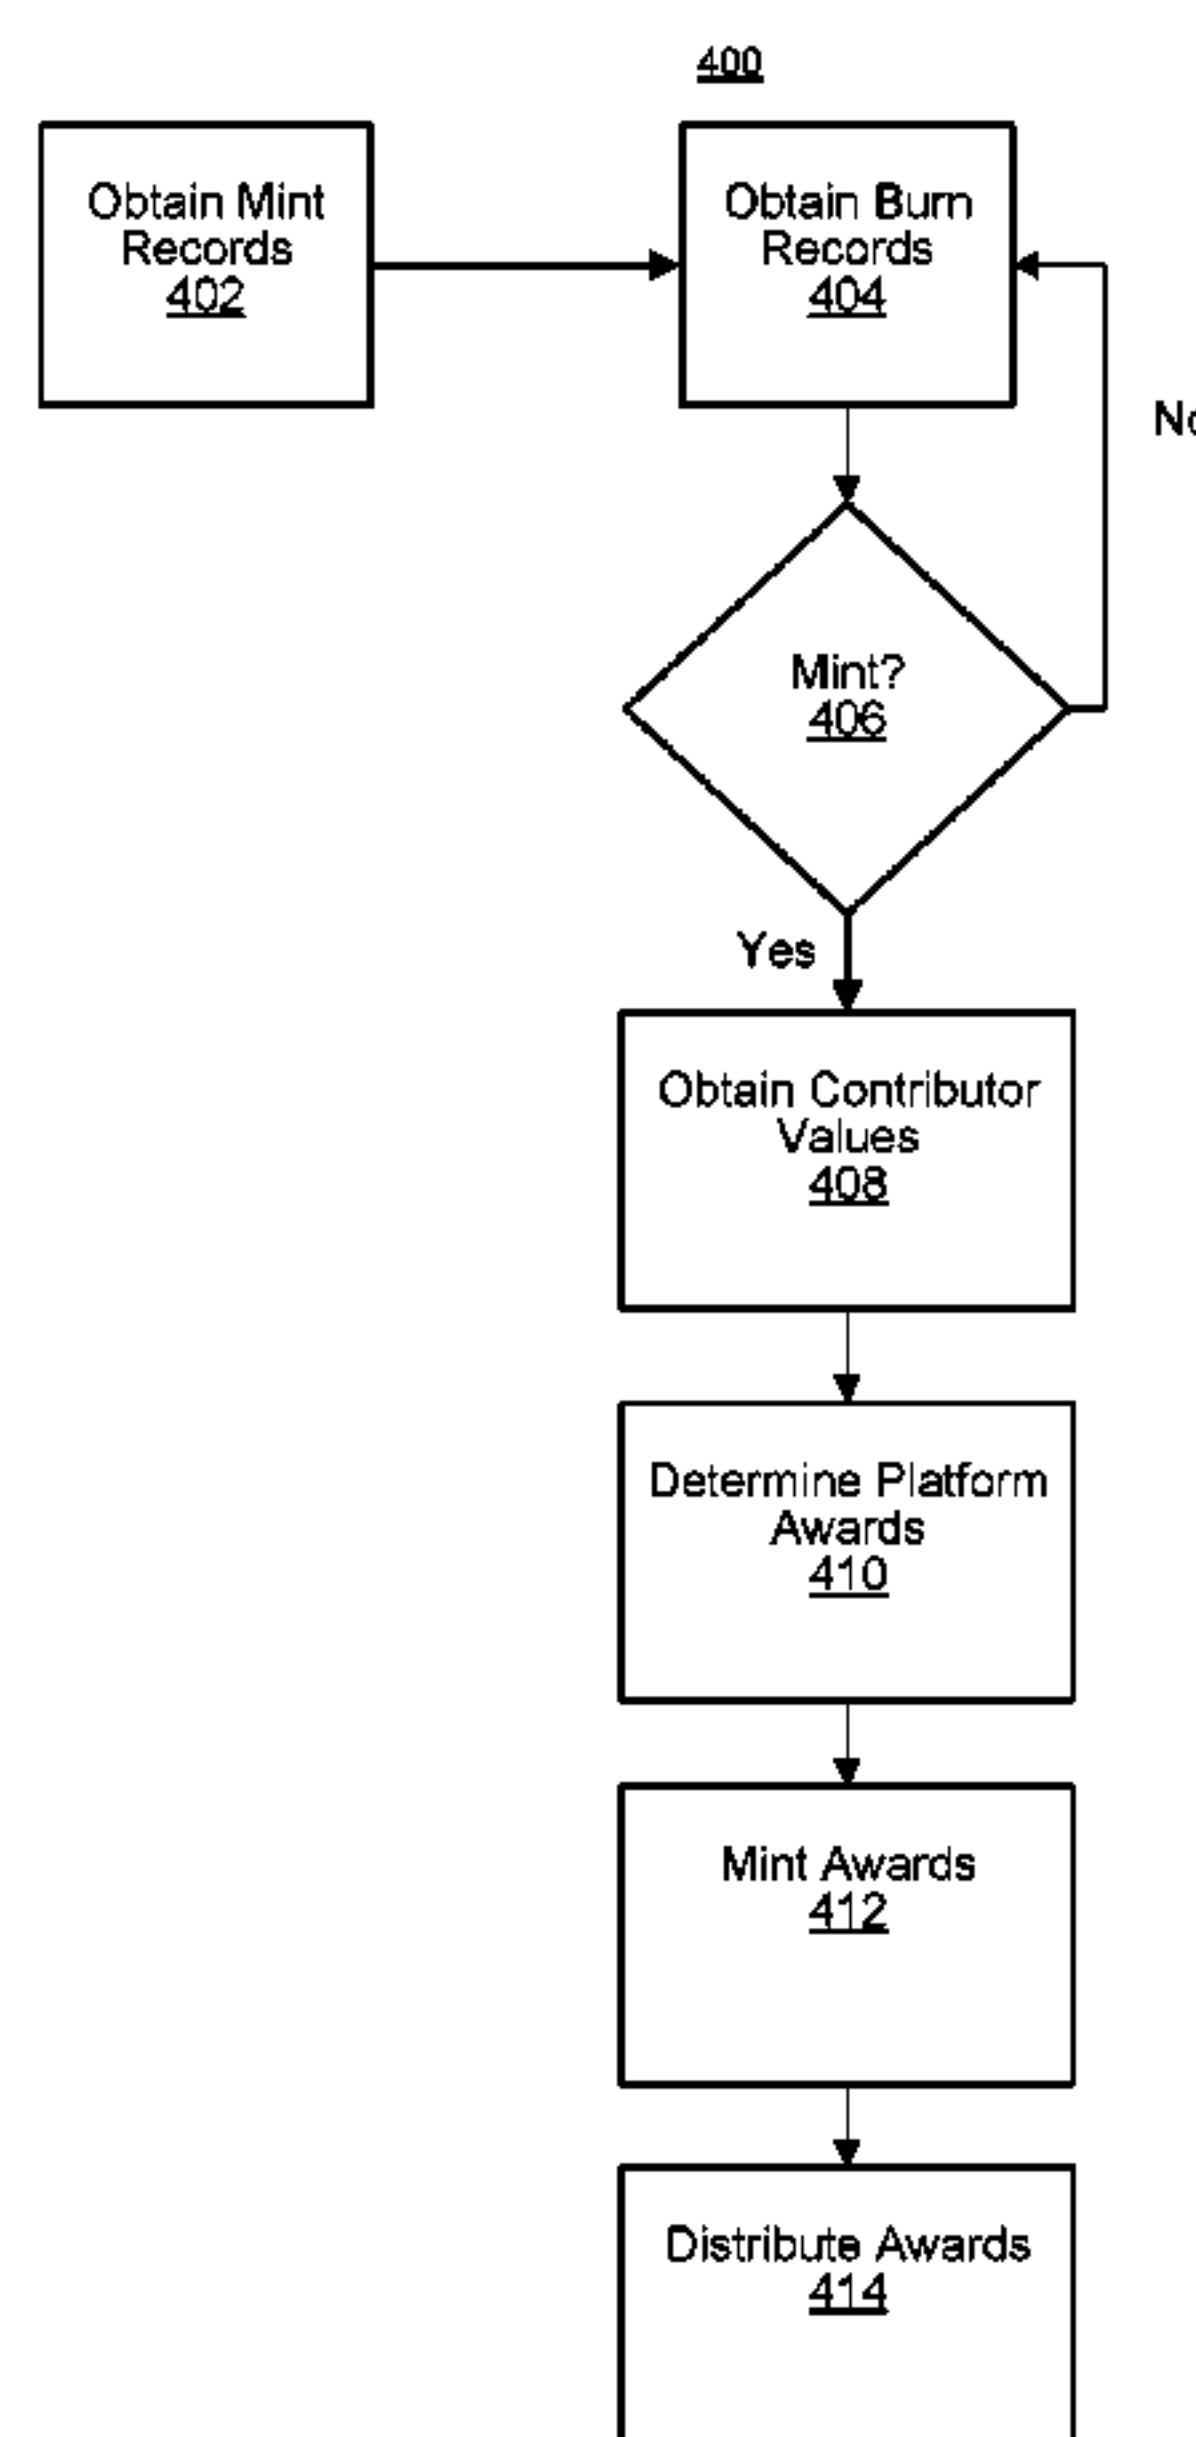 400
Obtain Mint
Records
402
Obtain Burn
Records
404
No
Mint?
406
Yes
Obtain Contributor
Values
408
Determine Platform
Awards
410
Mint Awards
412
Distribute Awards
414